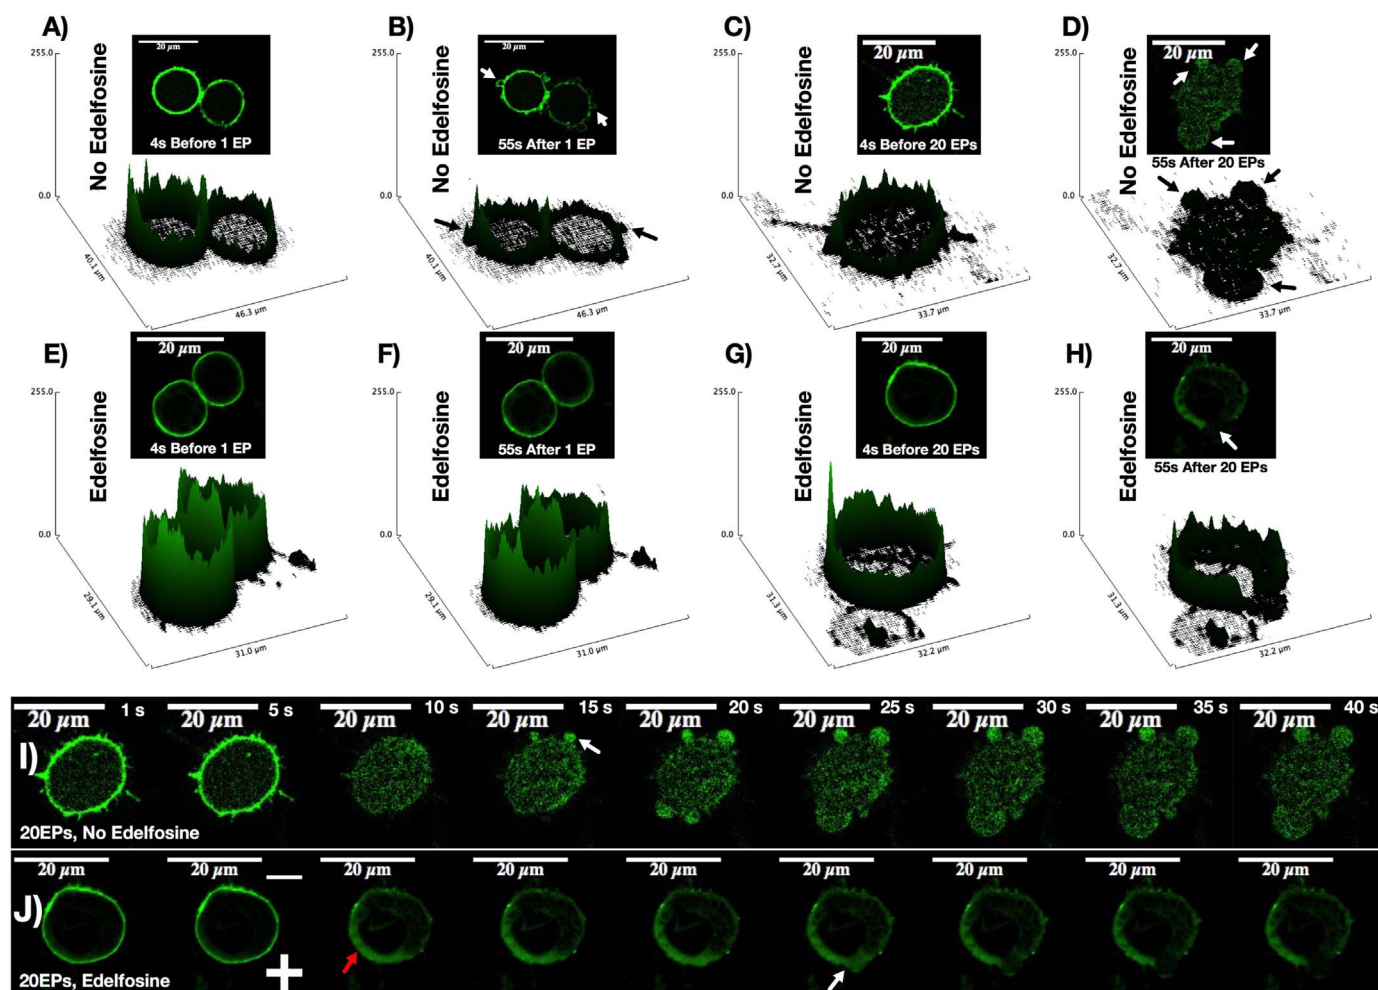 A)
No Edelfosine
20 µm
4s Before 1 EP
255.0
0.0
40.1 µm
46.3 µm
B)
No Edelfosine
20 µm
55s After 1 EP
255.0
0.0
40.1 µm
46.3 µm
C)
No Edelfosine
20 µm
4s Before 20 EPs
255.0
0.0
32.7 µm
33.7 µm
D)
No Edelfosine
20 µm
55s After 20 EPs
255.0
0.0
32.7 µm
33.7 µm
E)
Edelfosine
20 µm
4s Before 1 EP
255.0
0.0
29.1 µm
31.0 µm
F)
Edelfosine
20 µm
55s After 1 EP
255.0
0.0
29.1 µm
31.0 µm
G)
Edelfosine
20 µm
4s Before 20 EPs
255.0
0.0
31.3 µm
32.2 µm
H)
Edelfosine
20 µm
55s After 20 EPs
255.0
0.0
31.3 µm
32.2 µm
1 s 5 s 10 s 15 s 20 s 25 s 30 s 35 s 40 s
20 µm 20 µm 20 µm 20 µm 20 µm 20 µm 20 µm 20 µm 20 µm
I)
20EPs, No Edelfosine
20 µm 20 µm 20 µm 20 µm 20 µm 20 µm 20 µm 20 µm 20 µm
−
J)
+
20EPs, Edelfosine